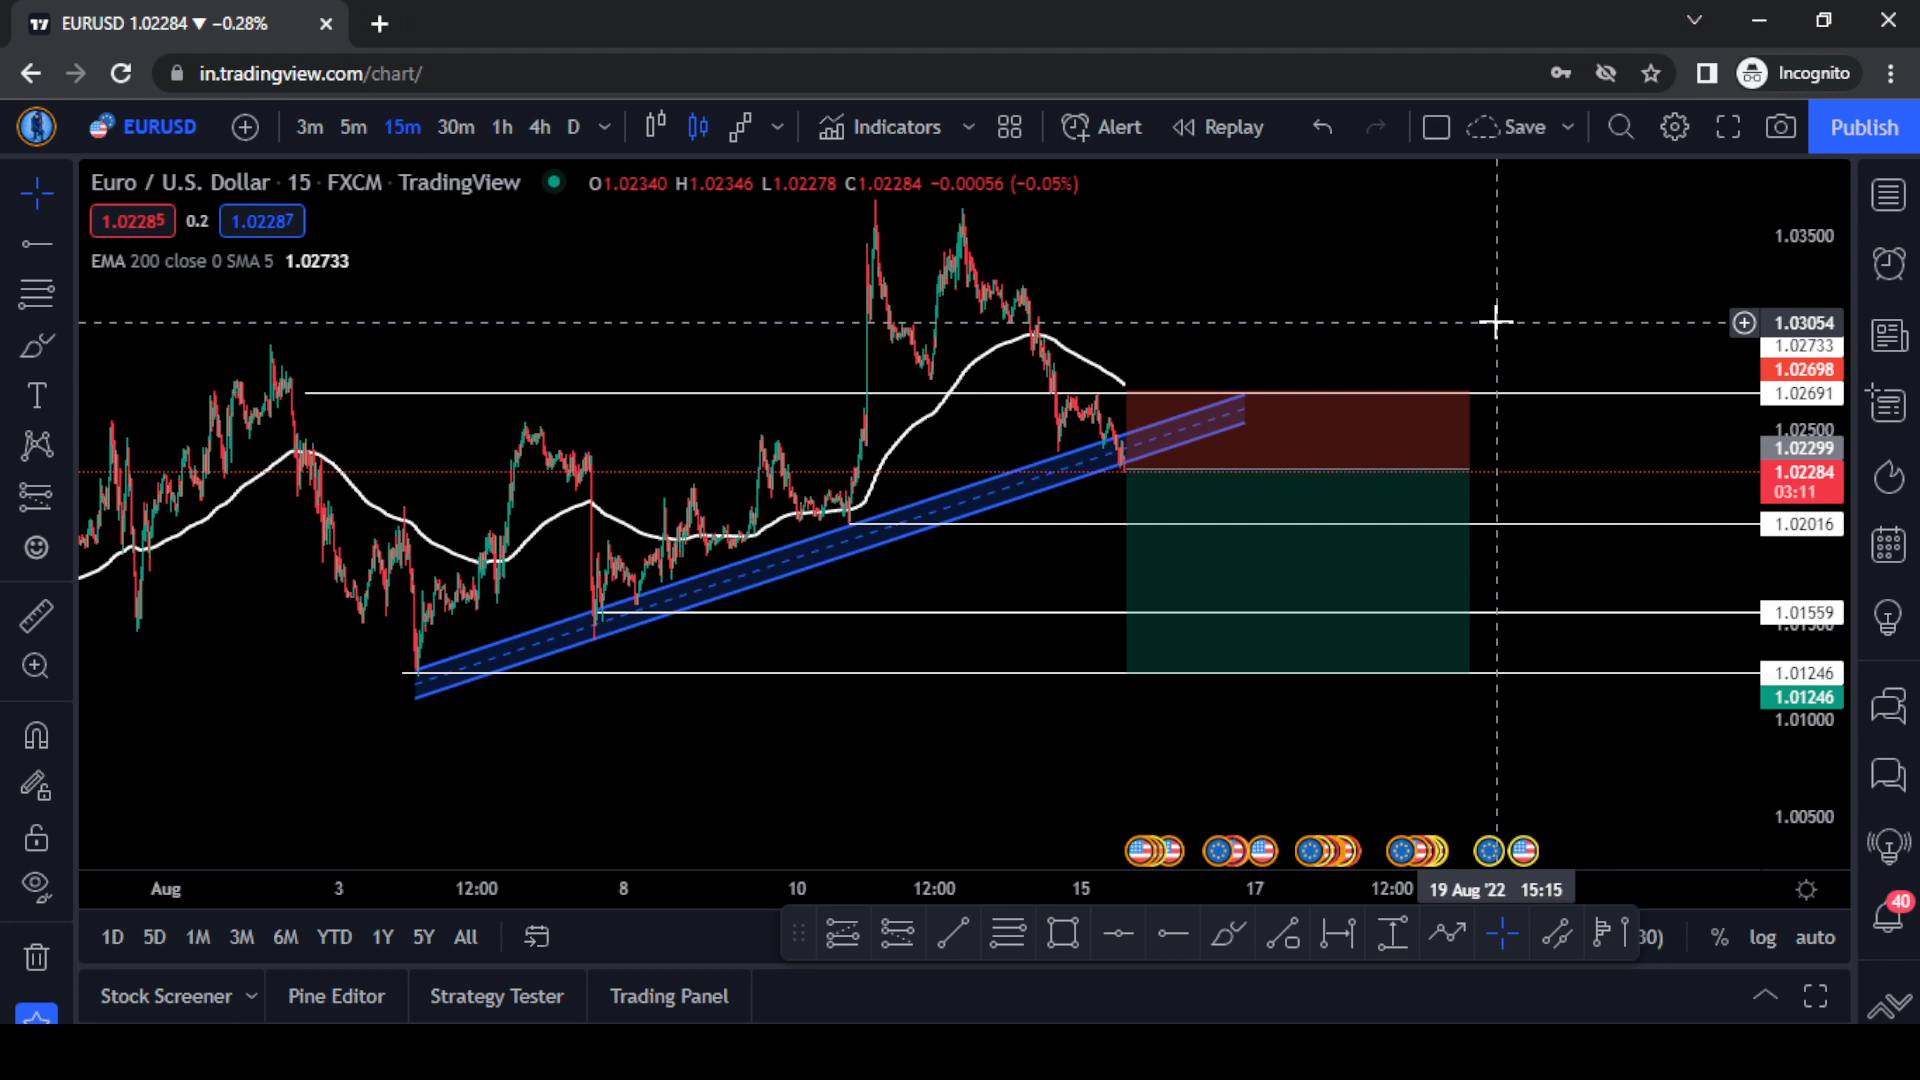 EURUSD 1.02284 ▼ −0.28%
in.tradingview.com/chart/
Incognito
EURUSD 3m 5m 15m 30m 1h 4h D Indicators Alert Replay Save Publish
Euro / U.S. Dollar · 15 · FXCM · TradingView O1.02340 H1.02346 L1.02278 C1.02284 −0.00056 (−0.05%)
1.02285 0.2 1.02287
EMA 200 close 0 SMA 5 1.02733
1.03500
1.03054
1.02733
1.02698
1.02691
1.02500
1.02299
1.02284
03:11
1.02016
1.01559
1.01500
1.01246
1.01246
1.01000
1.00500
Aug 3 12:00 8 10 12:00 15 17 12:00 19 Aug '22 15:15
1D 5D 1M 3M 6M YTD 1Y 5Y All 30) % log auto
40
Stock Screener Pine Editor Strategy Tester Trading Panel